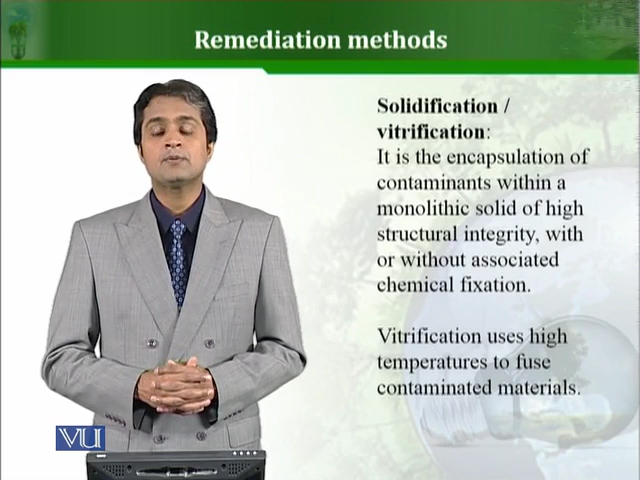 Remediation methods
Solidification /
vitrification:
It is the encapsulation of
contaminants within a
monolithic solid of high
structural integrity, with
or without associated
chemical fixation.
Vitrification uses high
temperatures to fuse
contaminated materials.
VU